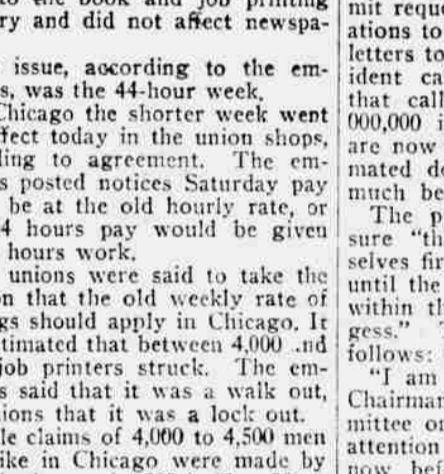 to the book and job printing
ry and did not affect newspa-
issue, according to the em-
s, was the 44-hour week.
Chicago the shorter week went
ffect today in the union shops,
ding to agreement. The em-
s posted notices Saturday pay
be at the old hourly rate, or
4 hours pay would be given
hours work.
unions were said to take the
on that the old weekly rate of
gs should apply in Chicago. It
timated that between 4,000 .nd
job printers struck. The em-
s said that it was a walk out,
ions that it was a lock out.
le claims of 4,000 to 4,500 men
ike in Chicago were made by
mit reque
ations to
letters to
ident ca
that call
000,000 i
are now
mated de
much be
The p
sure "th
selves fir
until the
within th
gess."
follows:
"I am
Chairman
mittee on
attention
now be